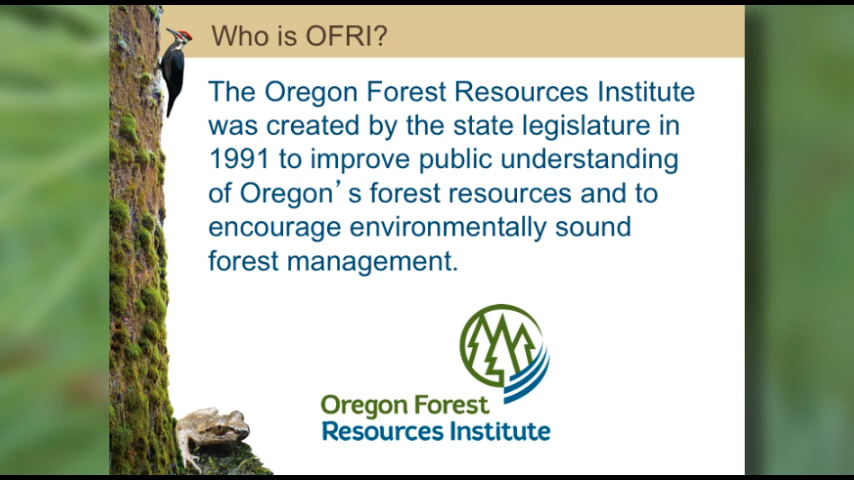 Who is OFRI?
The Oregon Forest Resources Institute
was created by the state legislature in
1991 to improve public understanding
of Oregon’s forest resources and to
encourage environmentally sound
forest management.
Oregon Forest
Resources Institute